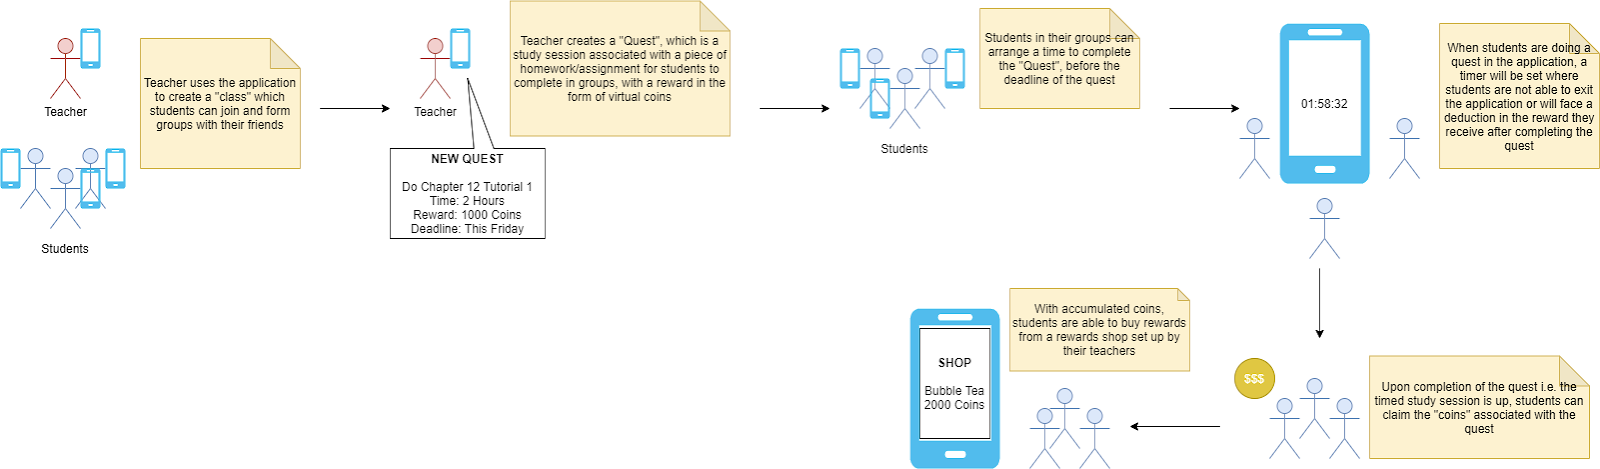 Teacher
Students
Teacher uses the application
to create a "class" which
students can join and form
groups with their friends
Teacher
NEW QUEST
Do Chapter 12 Tutorial 1
Time: 2 Hours
Reward: 1000 Coins
Deadline: This Friday
Teacher creates a "Quest", which is a
study session associated with a piece of
homework/assignment for students to
complete in groups, with a reward in the
form of virtual coins
Students
Students in their groups can
arrange a time to complete
the "Quest", before the
deadline of the quest
01:58:32
When students are doing a
quest in the application, a
timer will be set where
students are not able to exit
the application or will face a
deduction in the reward they
receive after completing the
quest
$$$
Upon completion of the quest i.e. the
timed study session is up, students can
claim the "coins" associated with the
quest
With accumulated coins,
students are able to buy rewards
from a rewards shop set up by
their teachers
SHOP
Bubble Tea
2000 Coins